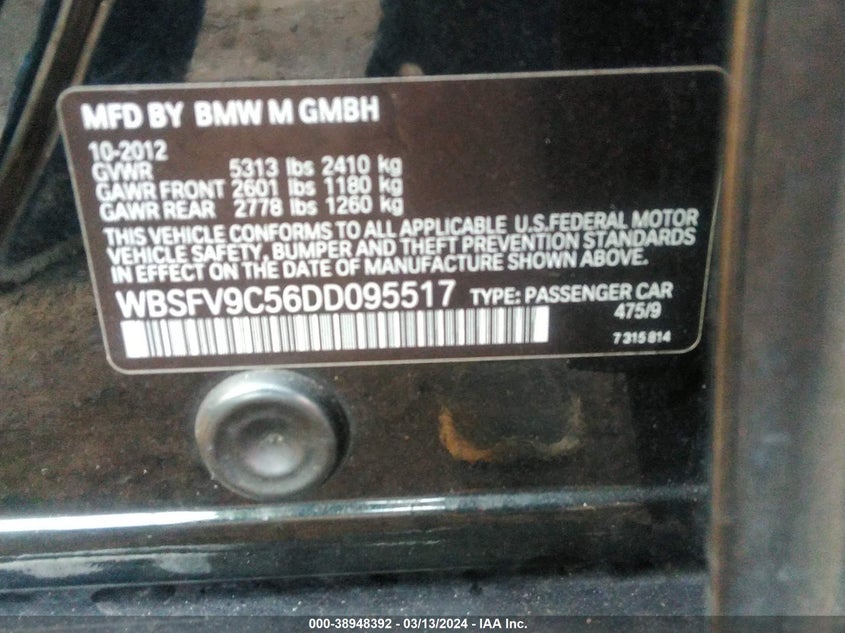 MFD BY BMW M GMBH
10-2012
GVWR 5313 lbs 2410 kg
GAWR FRONT 2601 lbs 1180 kg
GAWR REAR 2778 lbs 1260 kg
THIS VEHICLE CONFORMS TO ALL APPLICABLE U.S.FEDERAL MOTOR
VEHICLE SAFETY, BUMPER AND THEFT PREVENTION STANDARDS
IN EFFECT ON THE DATE OF MANUFACTURE SHOWN ABOVE.
WBSFV9C56DD095517 TYPE: PASSENGER CAR
475/9
7 315 814
000-38948392 - 03/13/2024 - IAA Inc.